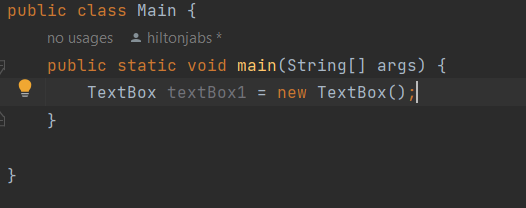 public class Main {
no usages hiltonjabs *
public static void main(String[] args) {
TextBox textBox1 = new TextBox();
}
}